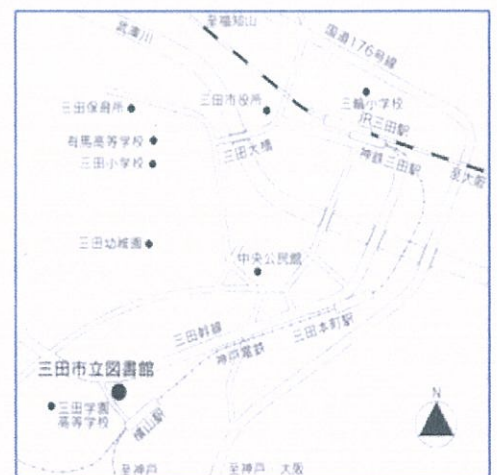 至福知山
武庫川
国道176号線
三田保育所
三田市役所
三輪小学校
JR三田駅
有馬高等学校
三田大橋
三田小学校
神鉄三田駅
至大阪
三田幼稚園
中央公民館
三田幹線
三田本町駅
神戸電鉄
三田市立図書館
三田学園
高等学校
横山駅
N
至神戸
至神戸 大阪